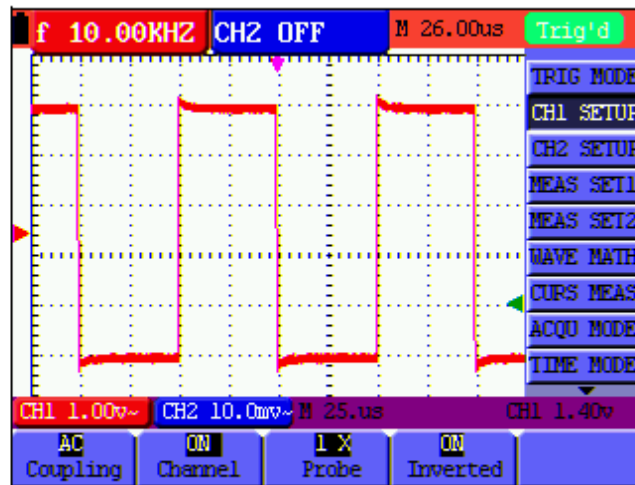 f 10.00KHZ CH2 OFF M 26.00us Trig'd
TRIG MODE
CH1 SETUP
CH2 SETUP
MEAS SET1
MEAS SET2
WAVE MATH
CURS MEAS
ACQU MODE
TIME MODE
CH1 1.00v~ CH2 10.0mv~ M 25.us CH1 1.40v
AC ON 1 X ON
Coupling Channel Probe Inverted